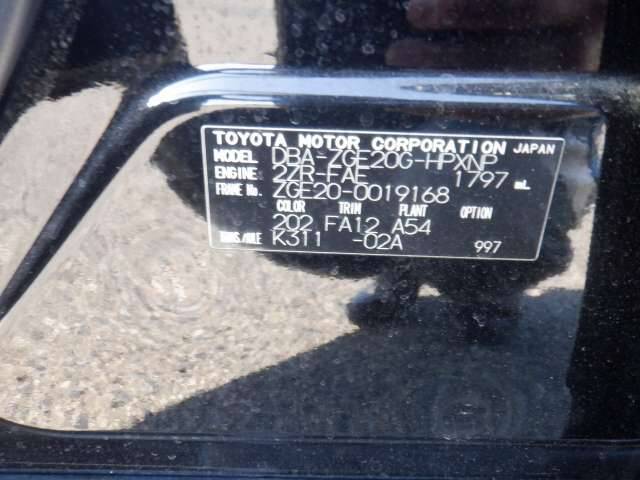 TOYOTA MOTOR CORPORATION JAPAN
MODEL DBA-ZGE20G-HPXNP
ENGINE 2ZR-FAE 1797 mL
FRAME No. ZGE20-0019168
COLOR TRIM PLANT OPTION
202 FA12 A54
TRANS/AXLE K311 -02A 997